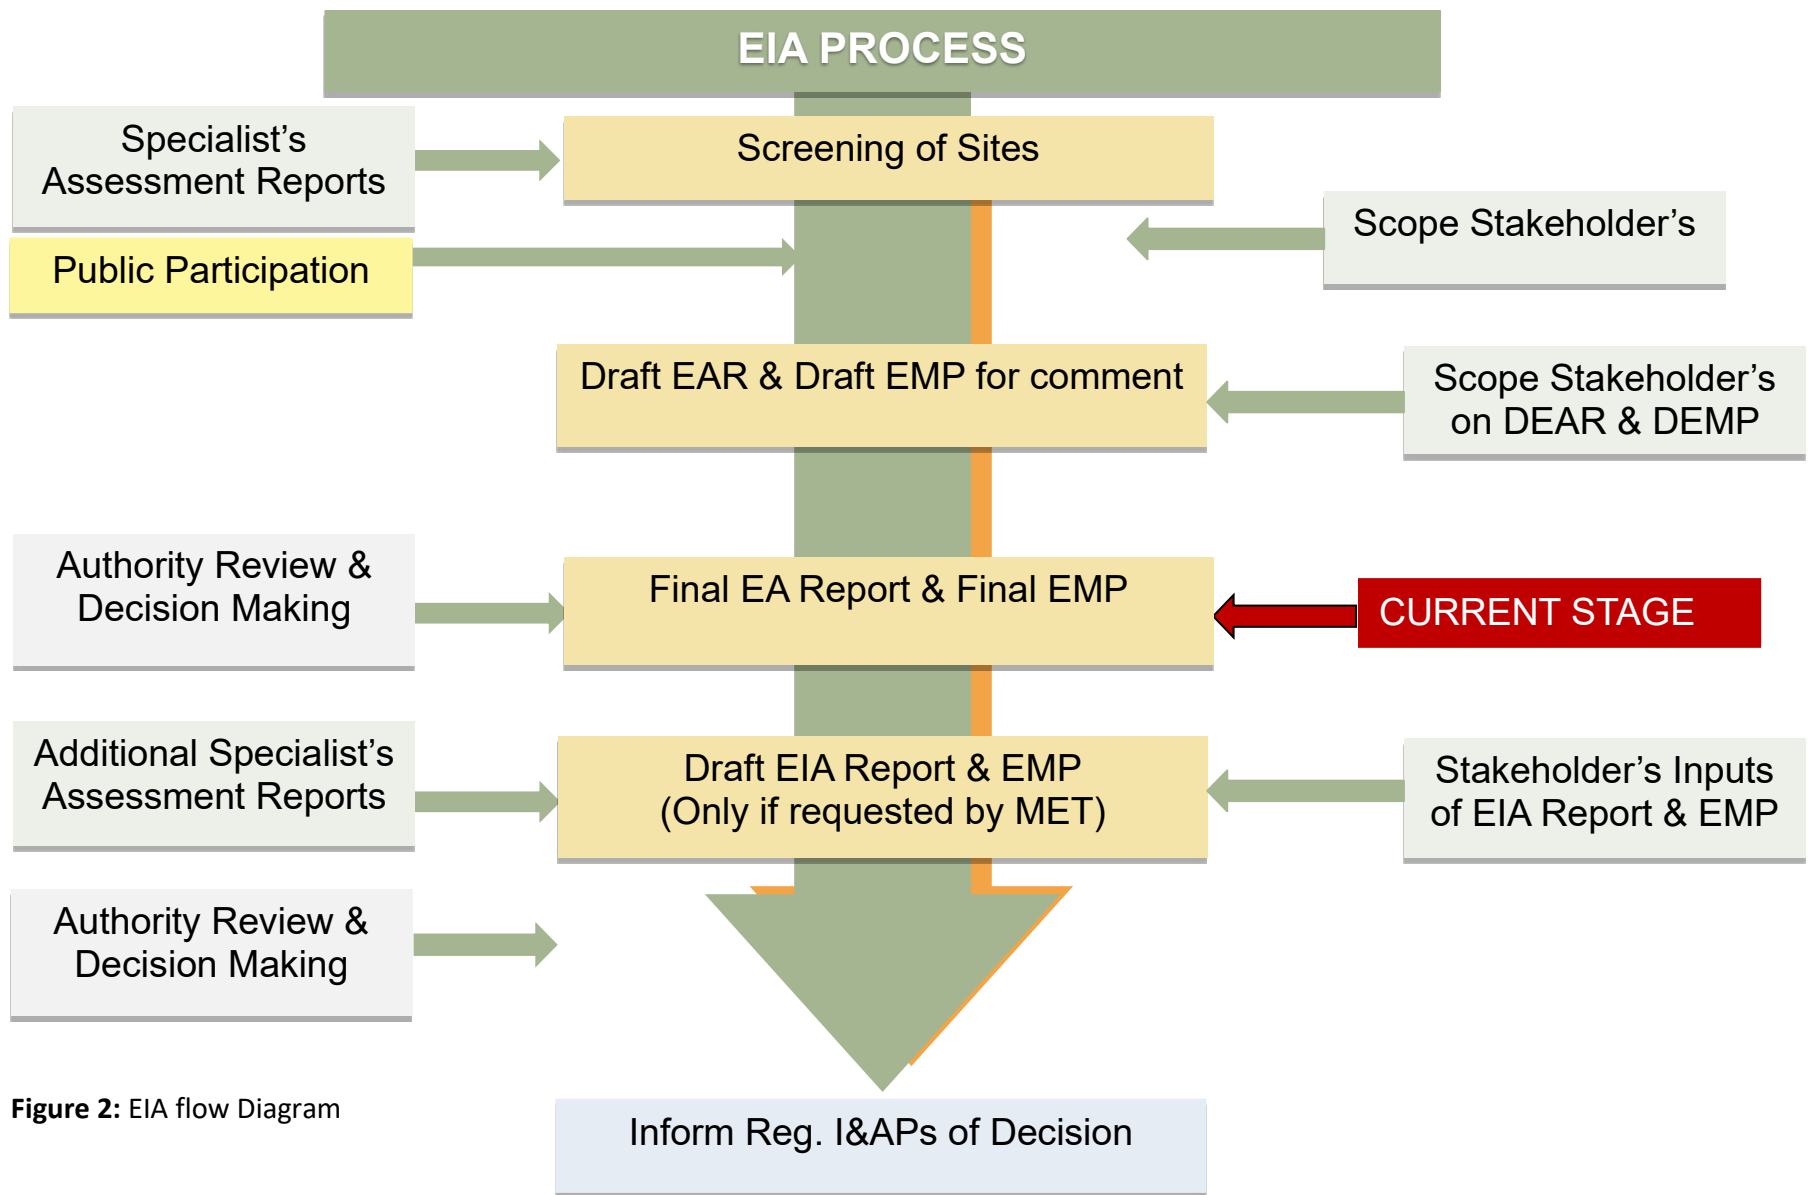 EIA PROCESS
Specialist’s
Assessment Reports
Screening of Sites
Scope Stakeholder’s
Public Participation
Draft EAR & Draft EMP for comment
Scope Stakeholder’s
on DEAR & DEMP
Authority Review &
Decision Making
Final EA Report & Final EMP
CURRENT STAGE
Additional Specialist’s
Assessment Reports
Draft EIA Report & EMP
(Only if requested by MET)
Stakeholder’s Inputs
of EIA Report & EMP
Authority Review &
Decision Making
Figure 2: EIA flow Diagram
Inform Reg. I&APs of Decision